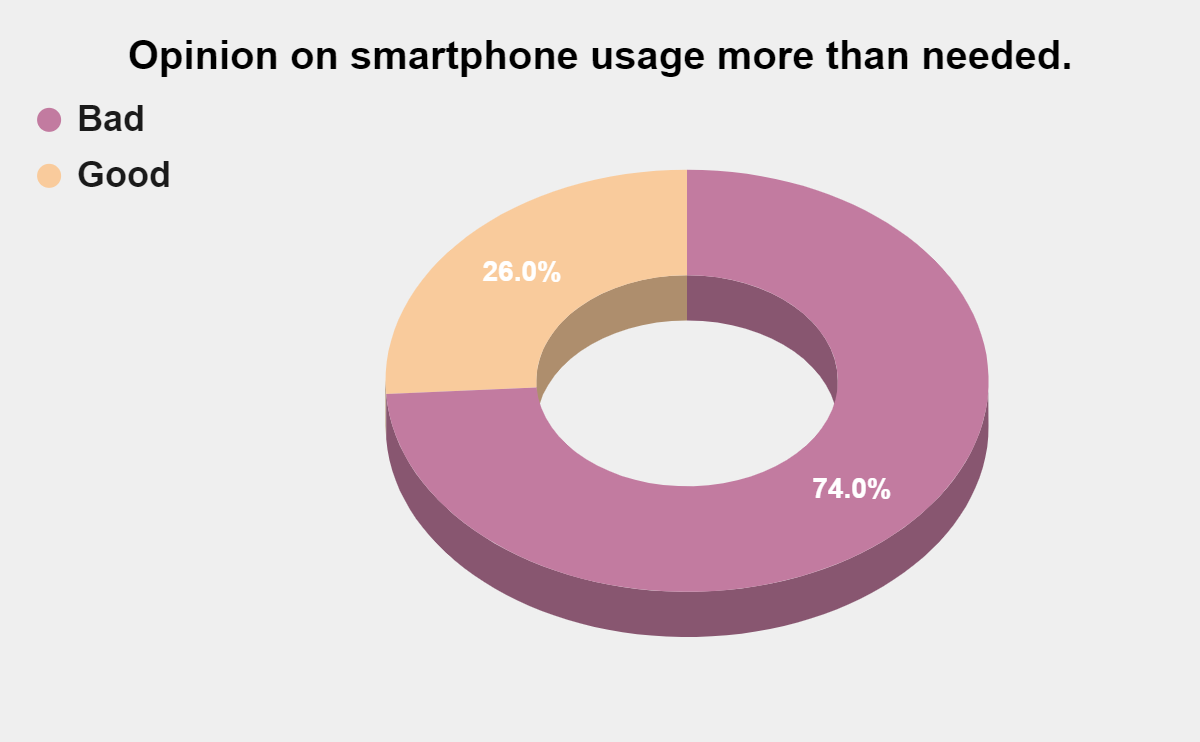 Opinion on smartphone usage more than needed.
Bad
Good
26.0%
74.0%